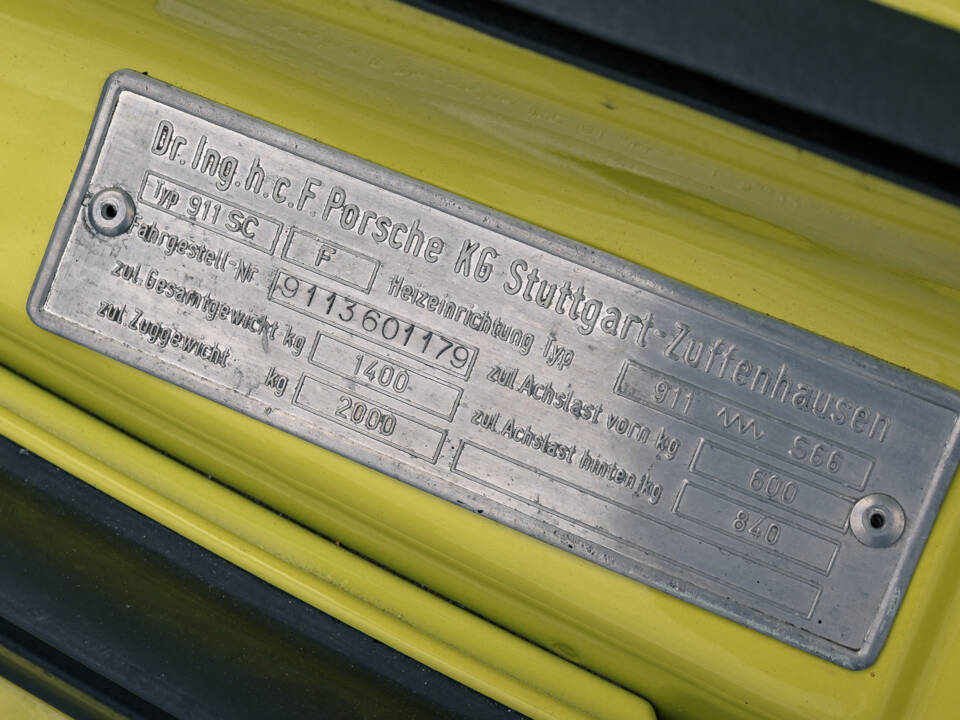 Dr. Ing. h. c. F. Porsche KG Stuttgart-Zuffenhausen
Typ 911 SC F Heizeinrichtung Typ 911 S66
Fahrgestell-Nr 9113601179 zul. Achslast vorn kg 600
zul. Gesamtgewicht kg 1400 zul. Achslast hinten kg 840
zul. Zuggewicht kg 2000